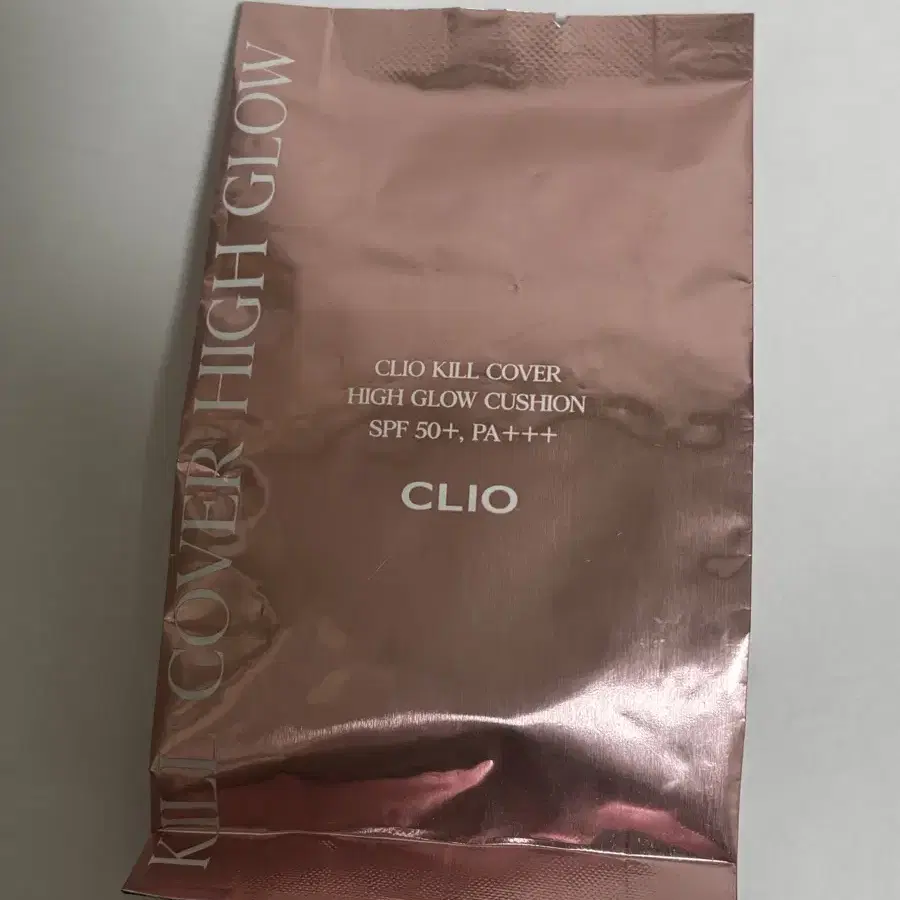 KILL COVER HIGH GLOW
CLIO KILL COVER
HIGH GLOW CUSHION
SPF 50+, PA+++
CLIO